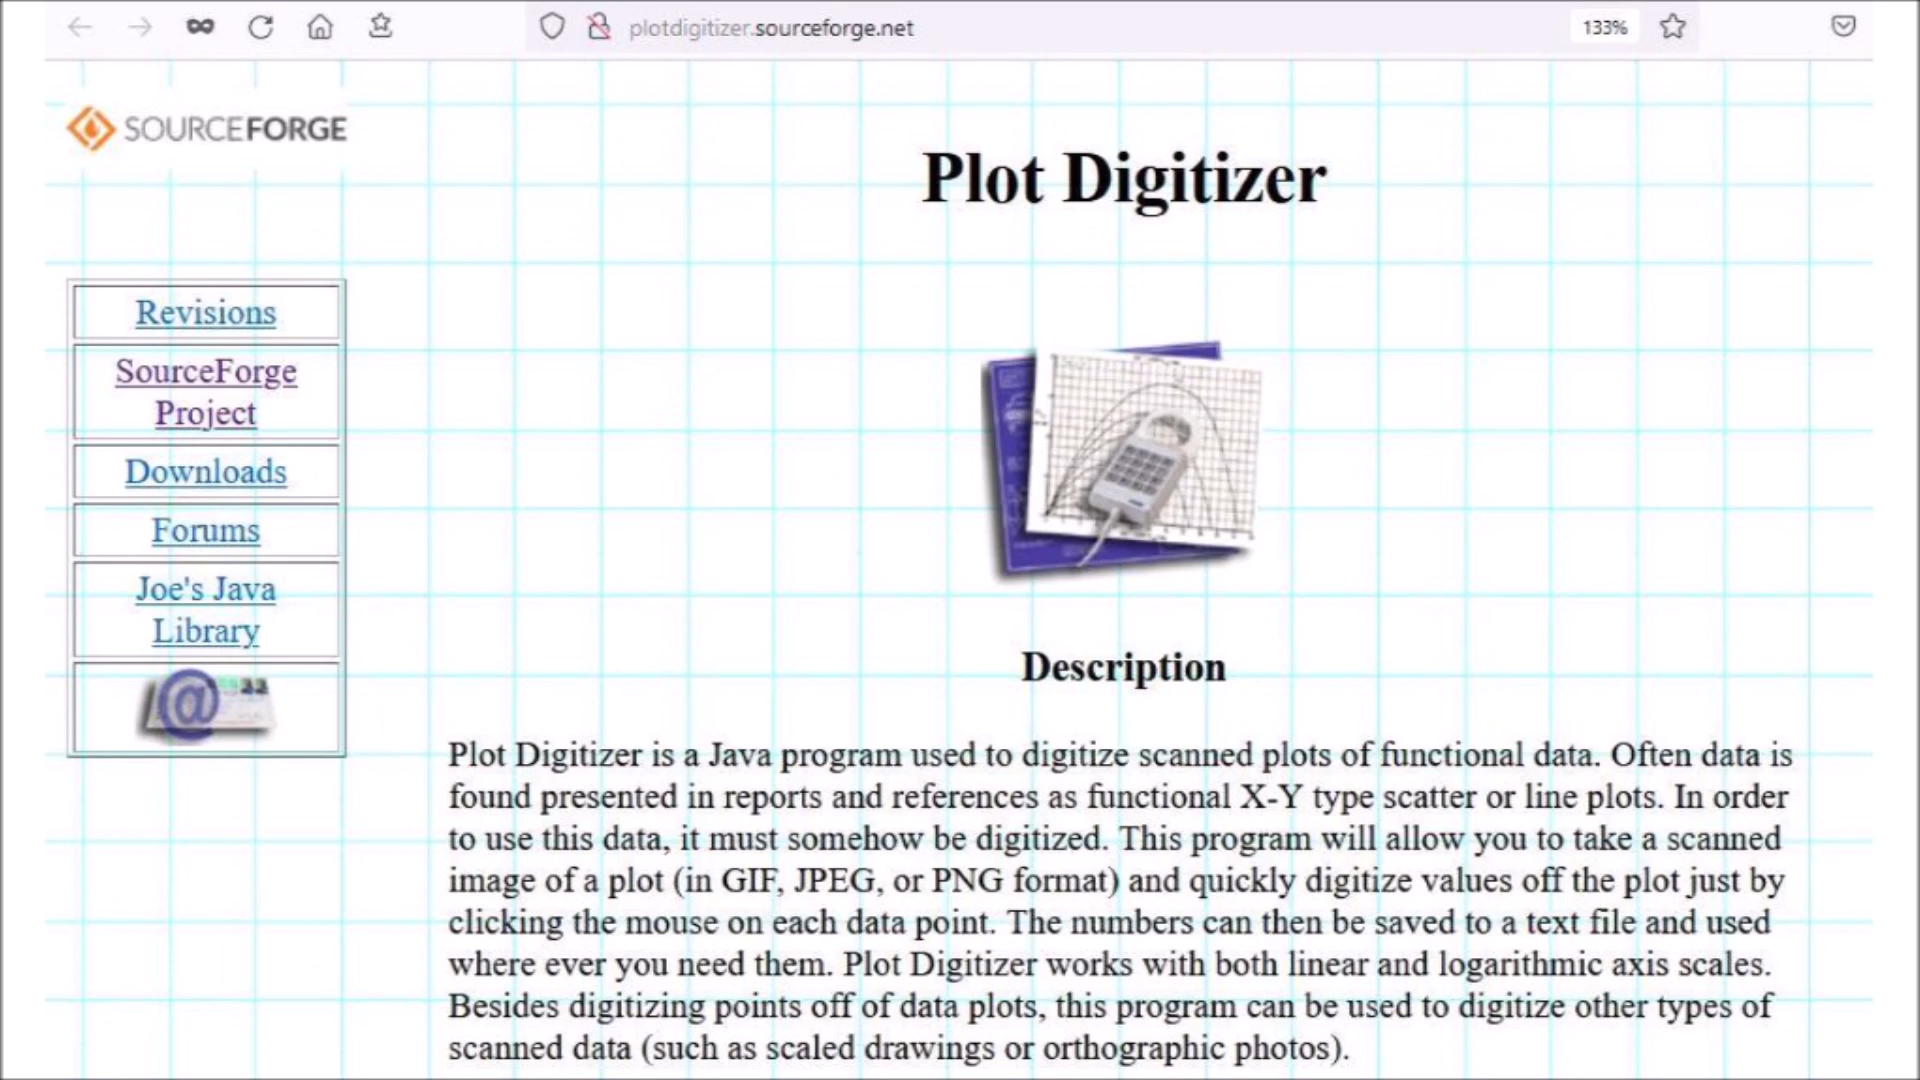 plotdigitizer.sourceforge.net
133%
SOURCEFORGE
Plot Digitizer
Revisions
SourceForge
Project
Downloads
Forums
Joe's Java
Library
@
Description
Plot Digitizer is a Java program used to digitize scanned plots of functional data. Often data is
found presented in reports and references as functional X-Y type scatter or line plots. In order
to use this data, it must somehow be digitized. This program will allow you to take a scanned
image of a plot (in GIF, JPEG, or PNG format) and quickly digitize values off the plot just by
clicking the mouse on each data point. The numbers can then be saved to a text file and used
where ever you need them. Plot Digitizer works with both linear and logarithmic axis scales.
Besides digitizing points off of data plots, this program can be used to digitize other types of
scanned data (such as scaled drawings or orthographic photos).